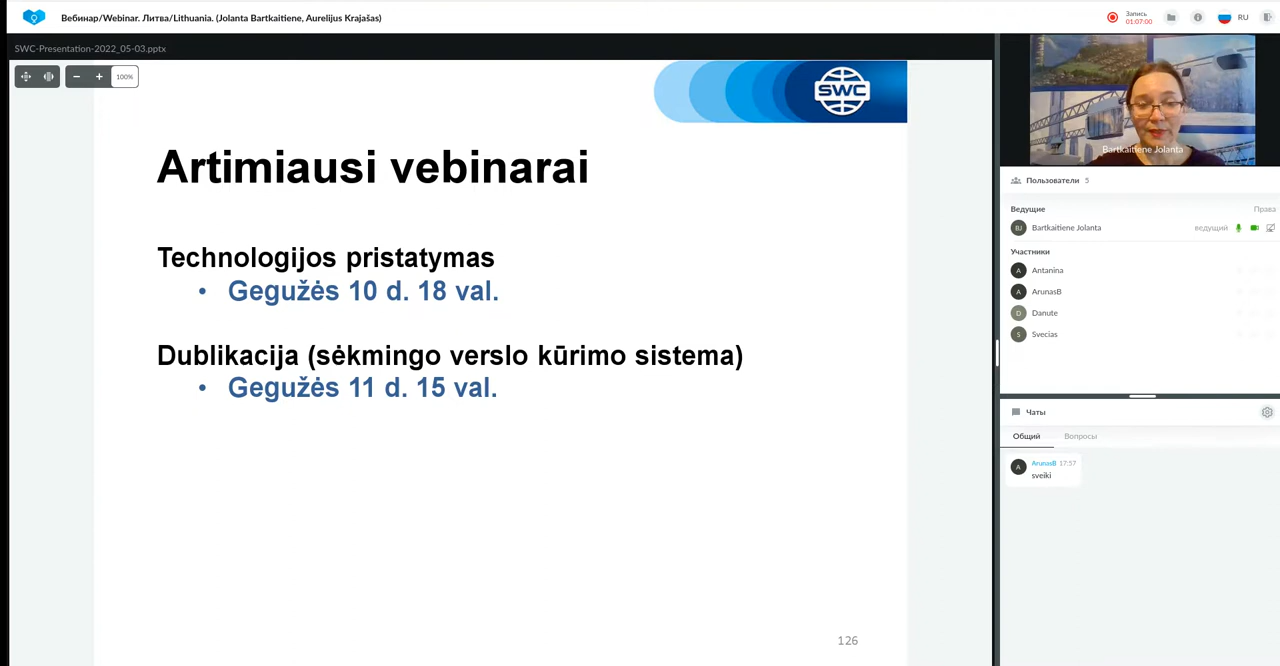 Вебинар/Webinar. Литва/Lithuania. (Jolanta Bartkaitiene, Aurelijus Krajašas)
Запись
01:07:00
RU
SWC-Presentation-2022_05-03.pptx
100%
SWC
Artimiausi vebinarai
Technologijos pristatymas
• Gegužės 10 d. 18 val.
Dublikacija (sėkmingo verslo kūrimo sistema)
• Gegužės 11 d. 15 val.
126
Bartkaitiene Jolanta
Пользователи 5
Ведущие Права
BJ Bartkaitiene Jolanta ведущий
Участники
A Antanina
A ArunasB
D Danute
S Svecias
Чаты
Общий Вопросы
A ArunasB 17:57
sveiki